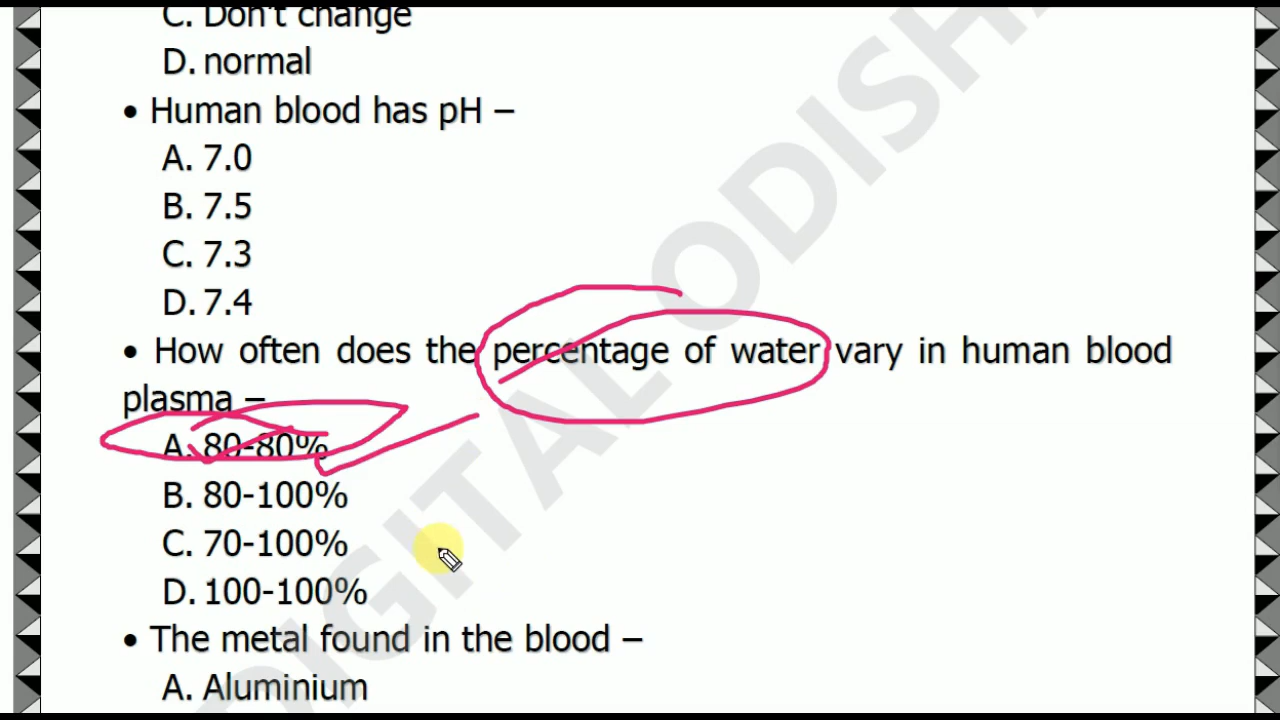 C. Don't change
D. normal
• Human blood has pH –
A. 7.0
B. 7.5
C. 7.3
D. 7.4
• How often does the percentage of water vary in human blood
plasma –
A. 80-80%
B. 80-100%
C. 70-100%
D. 100-100%
• The metal found in the blood –
A. Aluminium
DIGITAL ODISHA